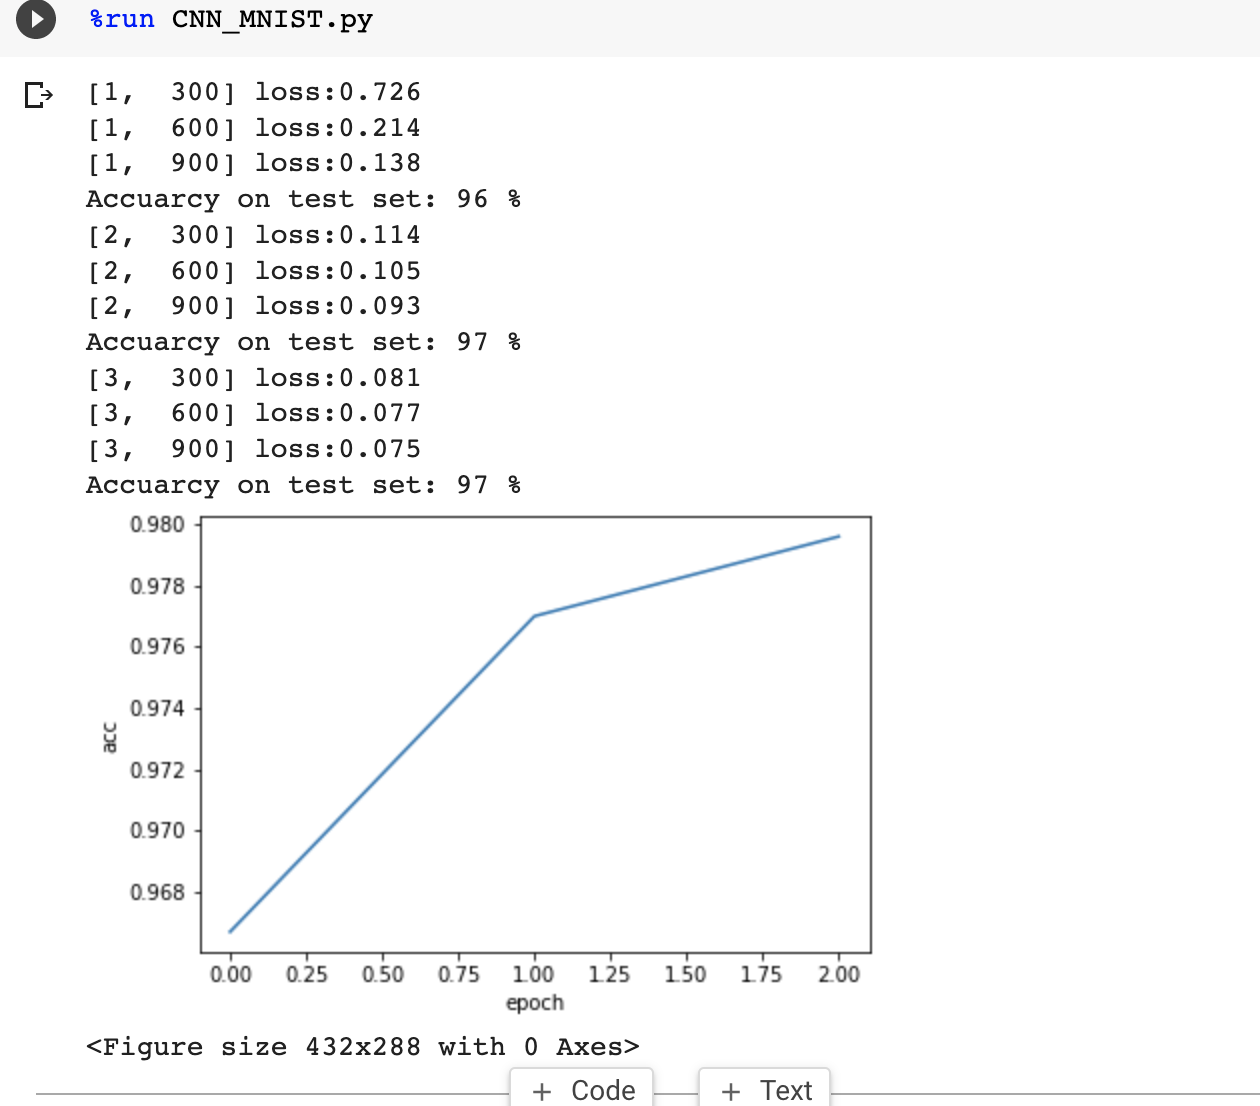 %run CNN_MNIST.py
[1,  300] loss:0.726
[1,  600] loss:0.214
[1,  900] loss:0.138
Accuarcy on test set: 96 %
[2,  300] loss:0.114
[2,  600] loss:0.105
[2,  900] loss:0.093
Accuarcy on test set: 97 %
[3,  300] loss:0.081
[3,  600] loss:0.077
[3,  900] loss:0.075
Accuarcy on test set: 97 %
0.980
0.978
0.976
0.974
0.972
0.970
0.968
acc
0.00 0.25 0.50 0.75 1.00 1.25 1.50 1.75 2.00
epoch
<Figure size 432x288 with 0 Axes>
+ Code + Text